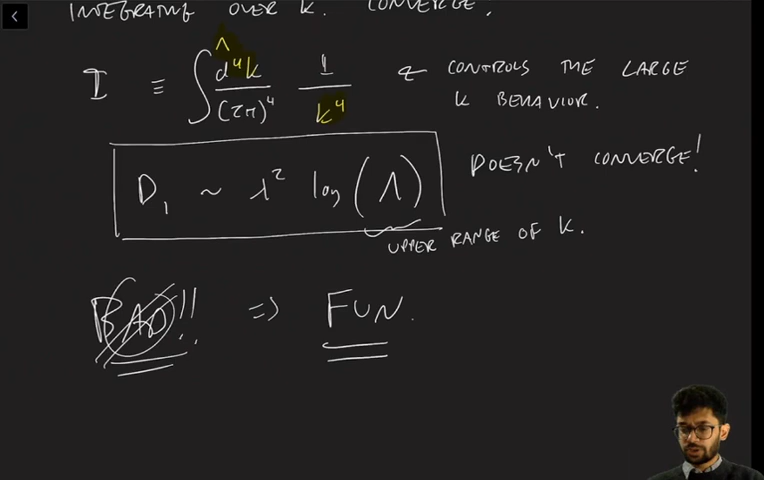 INTEGRATING OVER K. CONVERGE.
I ≡ ∫^Λ d⁴k/(2π)⁴ 1/k⁴ ← CONTROLS THE LARGE
K BEHAVIOR.
D₁ ~ λ² log(Λ) DOESN'T CONVERGE!
UPPER RANGE OF K.
BAD!! => FUN.